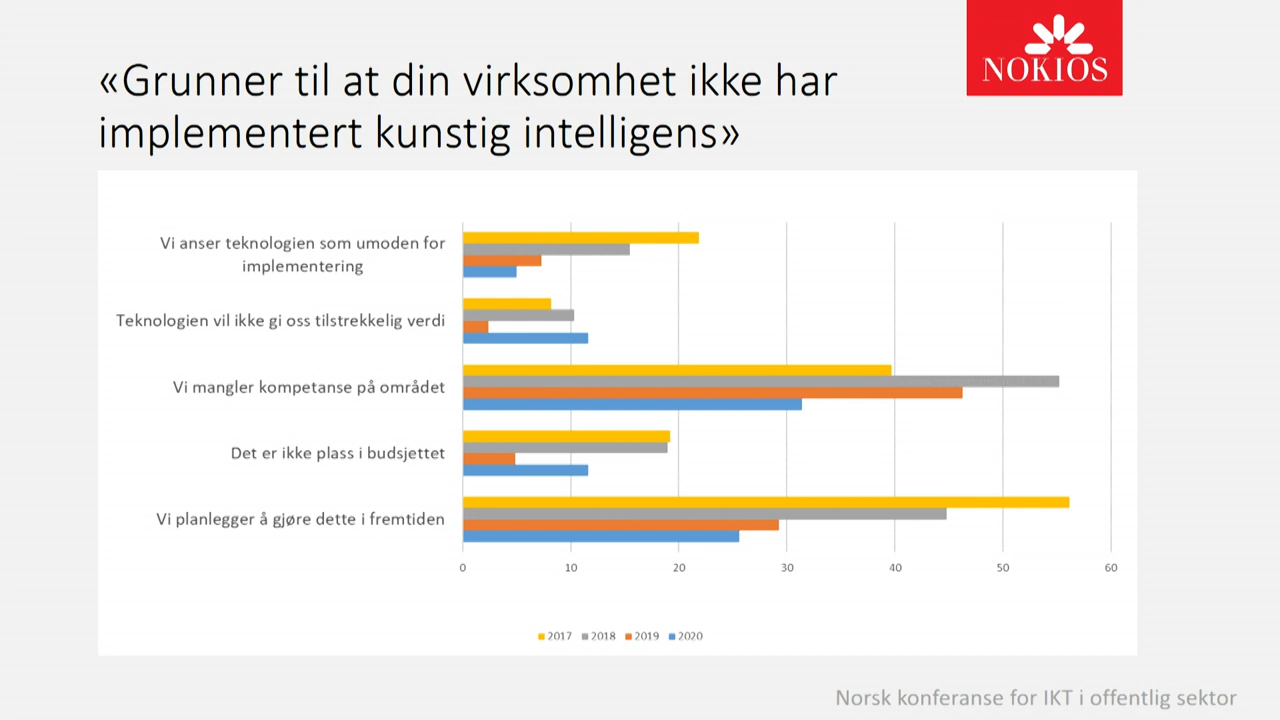 NOKIOS
«Grunner til at din virksomhet ikke har
implementert kunstig intelligens»
Vi anser teknologien som umoden for
implementering
Teknologien vil ikke gi oss tilstrekkelig verdi
Vi mangler kompetanse på området
Det er ikke plass i budsjettet
Vi planlegger å gjøre dette i fremtiden
0 10 20 30 40 50 60
2017 2018 2019 2020
Norsk konferanse for IKT i offentlig sektor